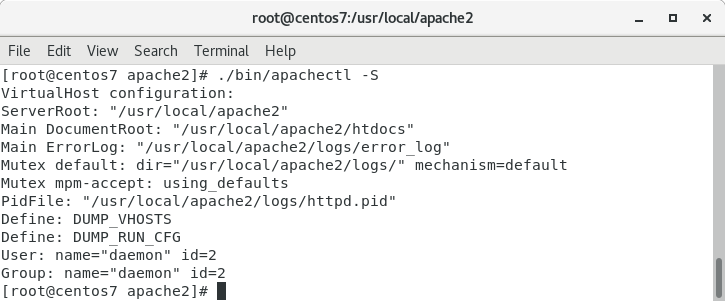 root@centos7:/usr/local/apache2
File Edit View Search Terminal Help
[root@centos7 apache2]# ./bin/apachectl -S
VirtualHost configuration:
ServerRoot: "/usr/local/apache2"
Main DocumentRoot: "/usr/local/apache2/htdocs"
Main ErrorLog: "/usr/local/apache2/logs/error_log"
Mutex default: dir="/usr/local/apache2/logs/" mechanism=default
Mutex mpm-accept: using_defaults
PidFile: "/usr/local/apache2/logs/httpd.pid"
Define: DUMP_VHOSTS
Define: DUMP_RUN_CFG
User: name="daemon" id=2
Group: name="daemon" id=2
[root@centos7 apache2]#